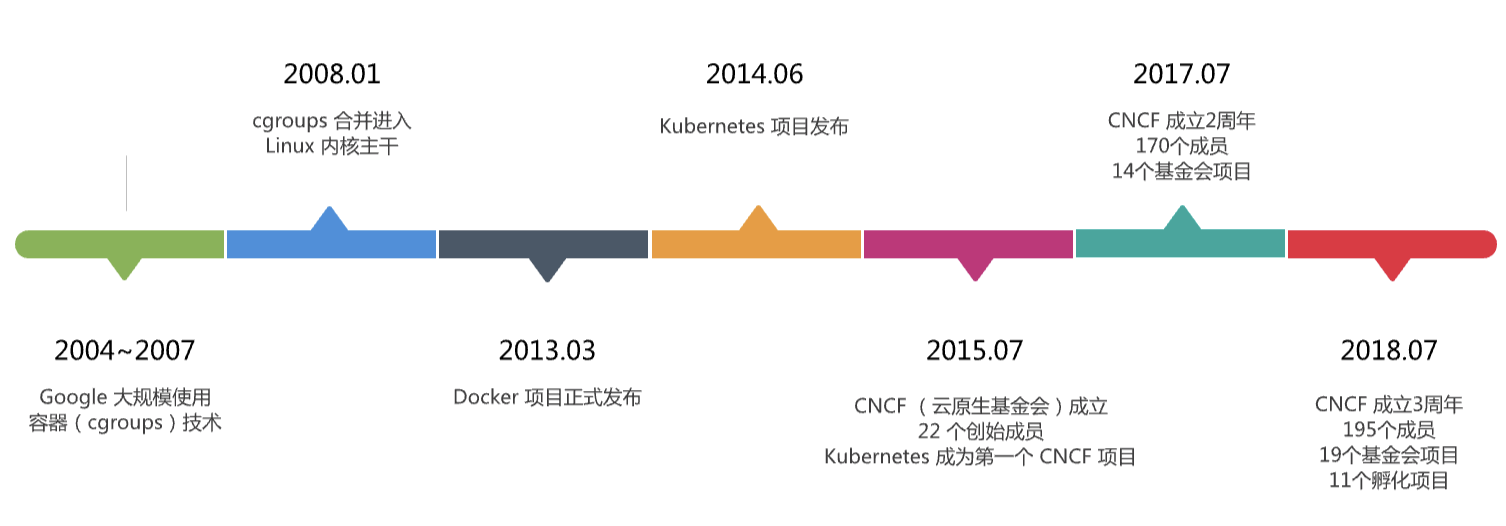 2004~2007
Google 大规模使用
容器（cgroups）技术
2008.01
cgroups 合并进入
Linux 内核主干
2013.03
Docker 项目正式发布
2014.06
Kubernetes 项目发布
2015.07
CNCF （云原生基金会）成立
22 个创始成员
Kubernetes 成为第一个 CNCF 项目
2017.07
CNCF 成立2周年
170个成员
14个基金会项目
2018.07
CNCF 成立3周年
195个成员
19个基金会项目
11个孵化项目